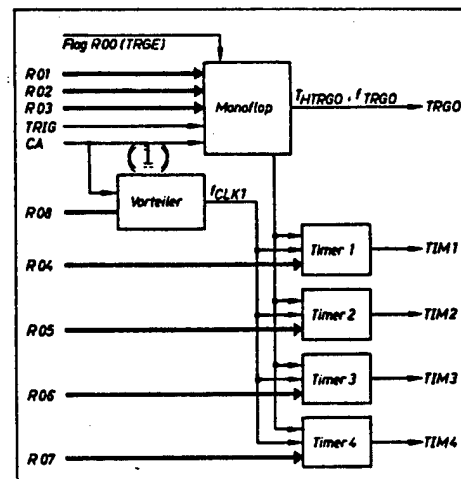 Flag R00 (TRGE)
R01
R02
R03
TRIG
CA
Monoflop
THTRGO, fTRGO
TRGO
(1)
R08
Vorteiler
fCLK1
R04
Timer 1
TIM1
R05
Timer 2
TIM2
R06
Timer 3
TIM3
R07
Timer 4
TIM4